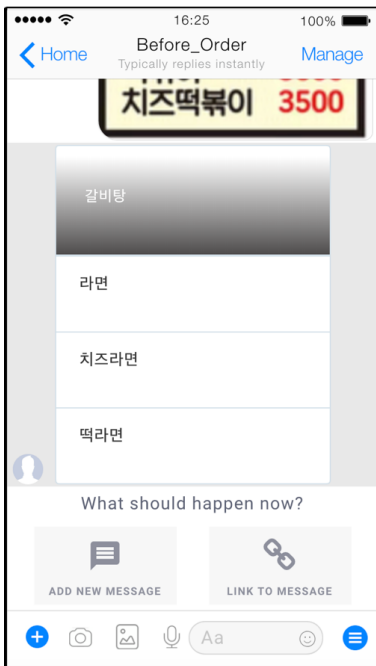 16:25
100%
Home
Before_Order
Manage
Typically replies instantly
치즈떡볶이 3500
갈비탕
라면
치즈라면
떡라면
What should happen now?
ADD NEW MESSAGE
LINK TO MESSAGE
Aa